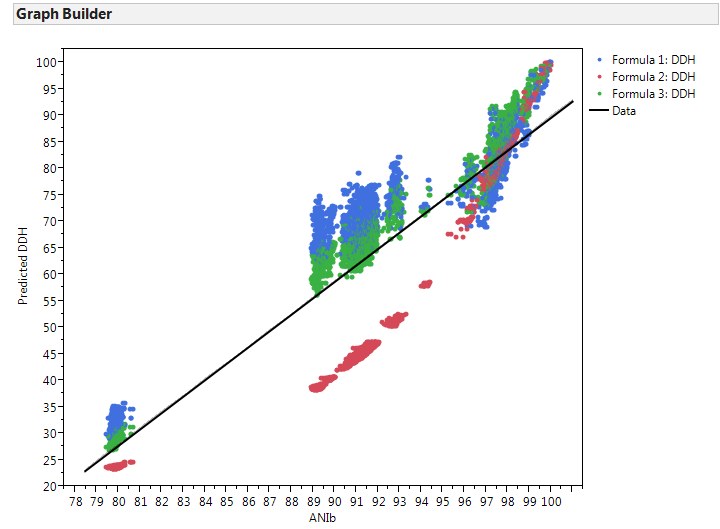 Graph Builder
100
95
90
85
80
75
70
65
60
55
50
45
40
35
30
25
20
Predicted DDH
78 79 80 81 82 83 84 85 86 87 88 89 90 91 92 93 94 95 96 97 98 99 100
ANIb
Formula 1: DDH
Formula 2: DDH
Formula 3: DDH
Data